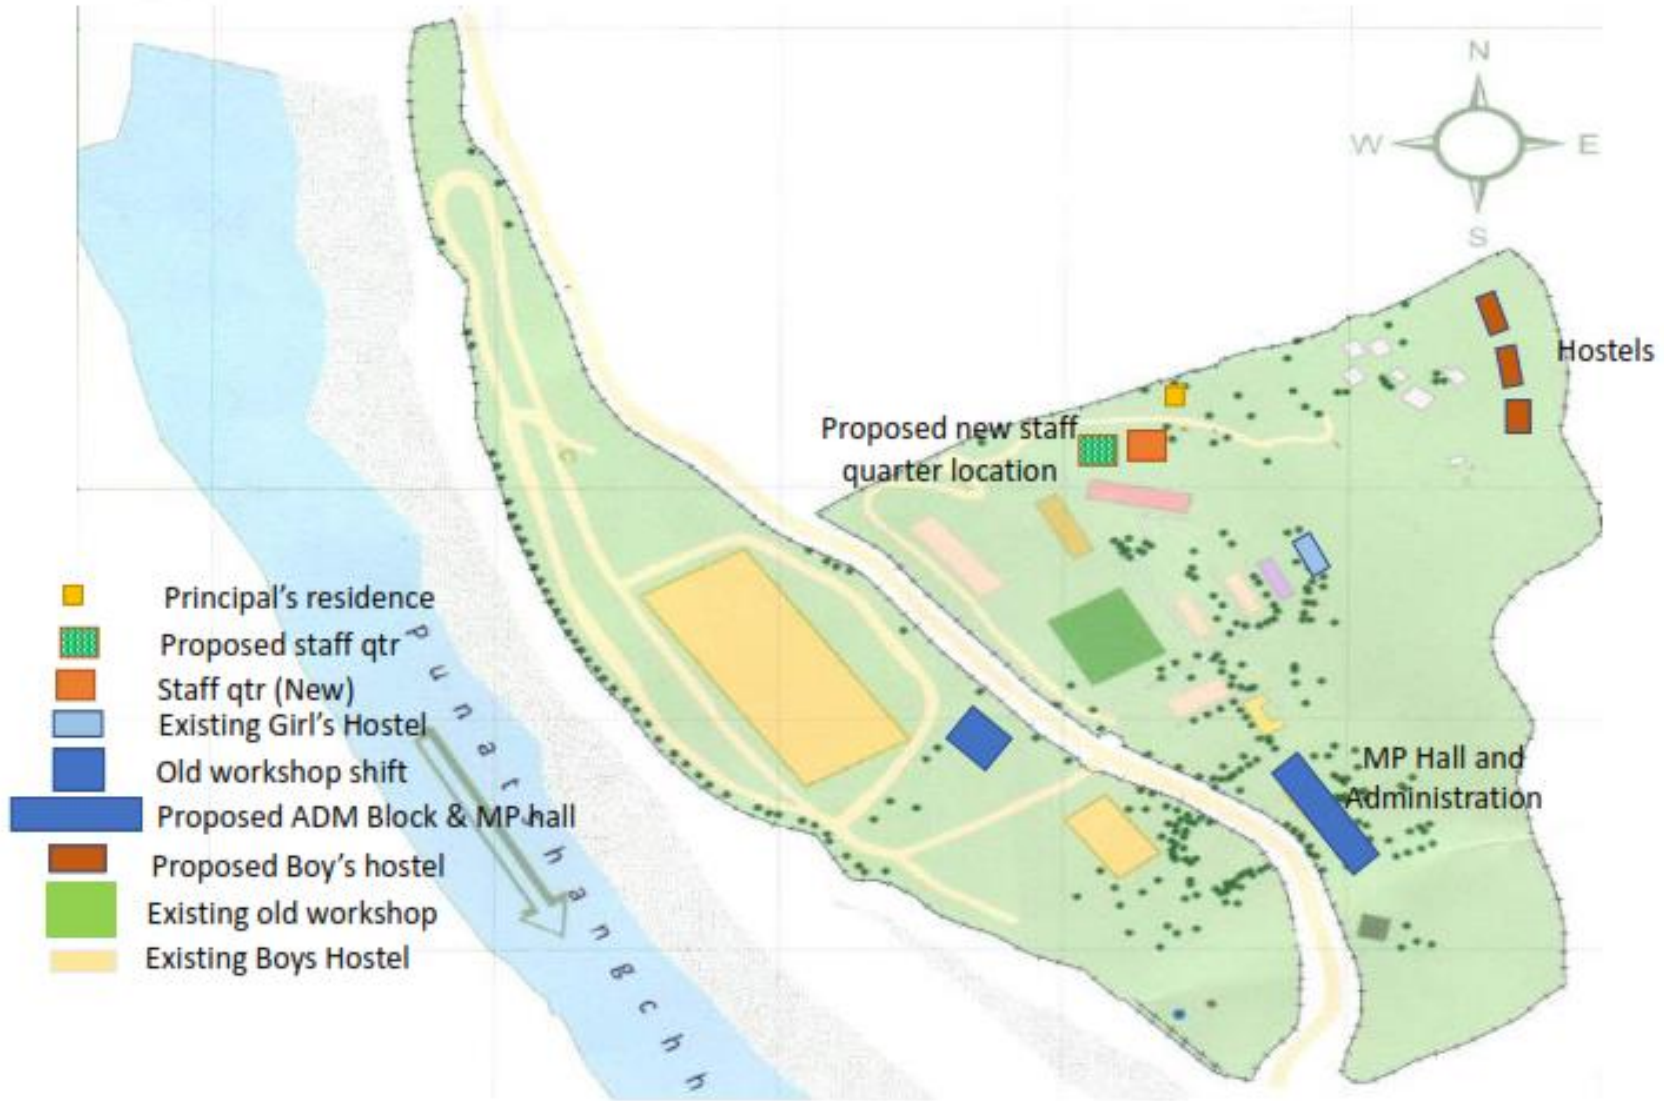 N
W E
S
Hostels
Proposed new staff
quarter location
Principal's residence
Proposed staff qtr
Staff qtr (New)
Existing Girl's Hostel
Old workshop shift
Proposed ADM Block & MP hall
Proposed Boy's hostel
Existing old workshop
Existing Boys Hostel
MP Hall and
Administration
Punathangchh